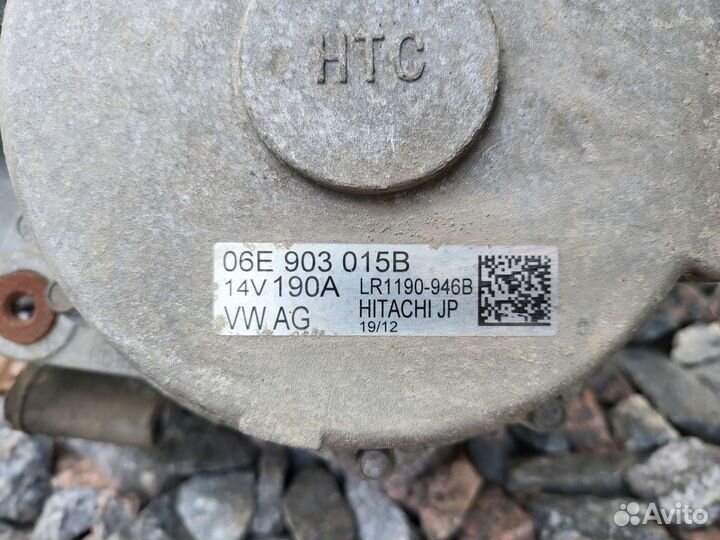 HTC
06E 903 015B
14V 190A LR1190-946B
VW AG HITACHI JP
19/12
Avito